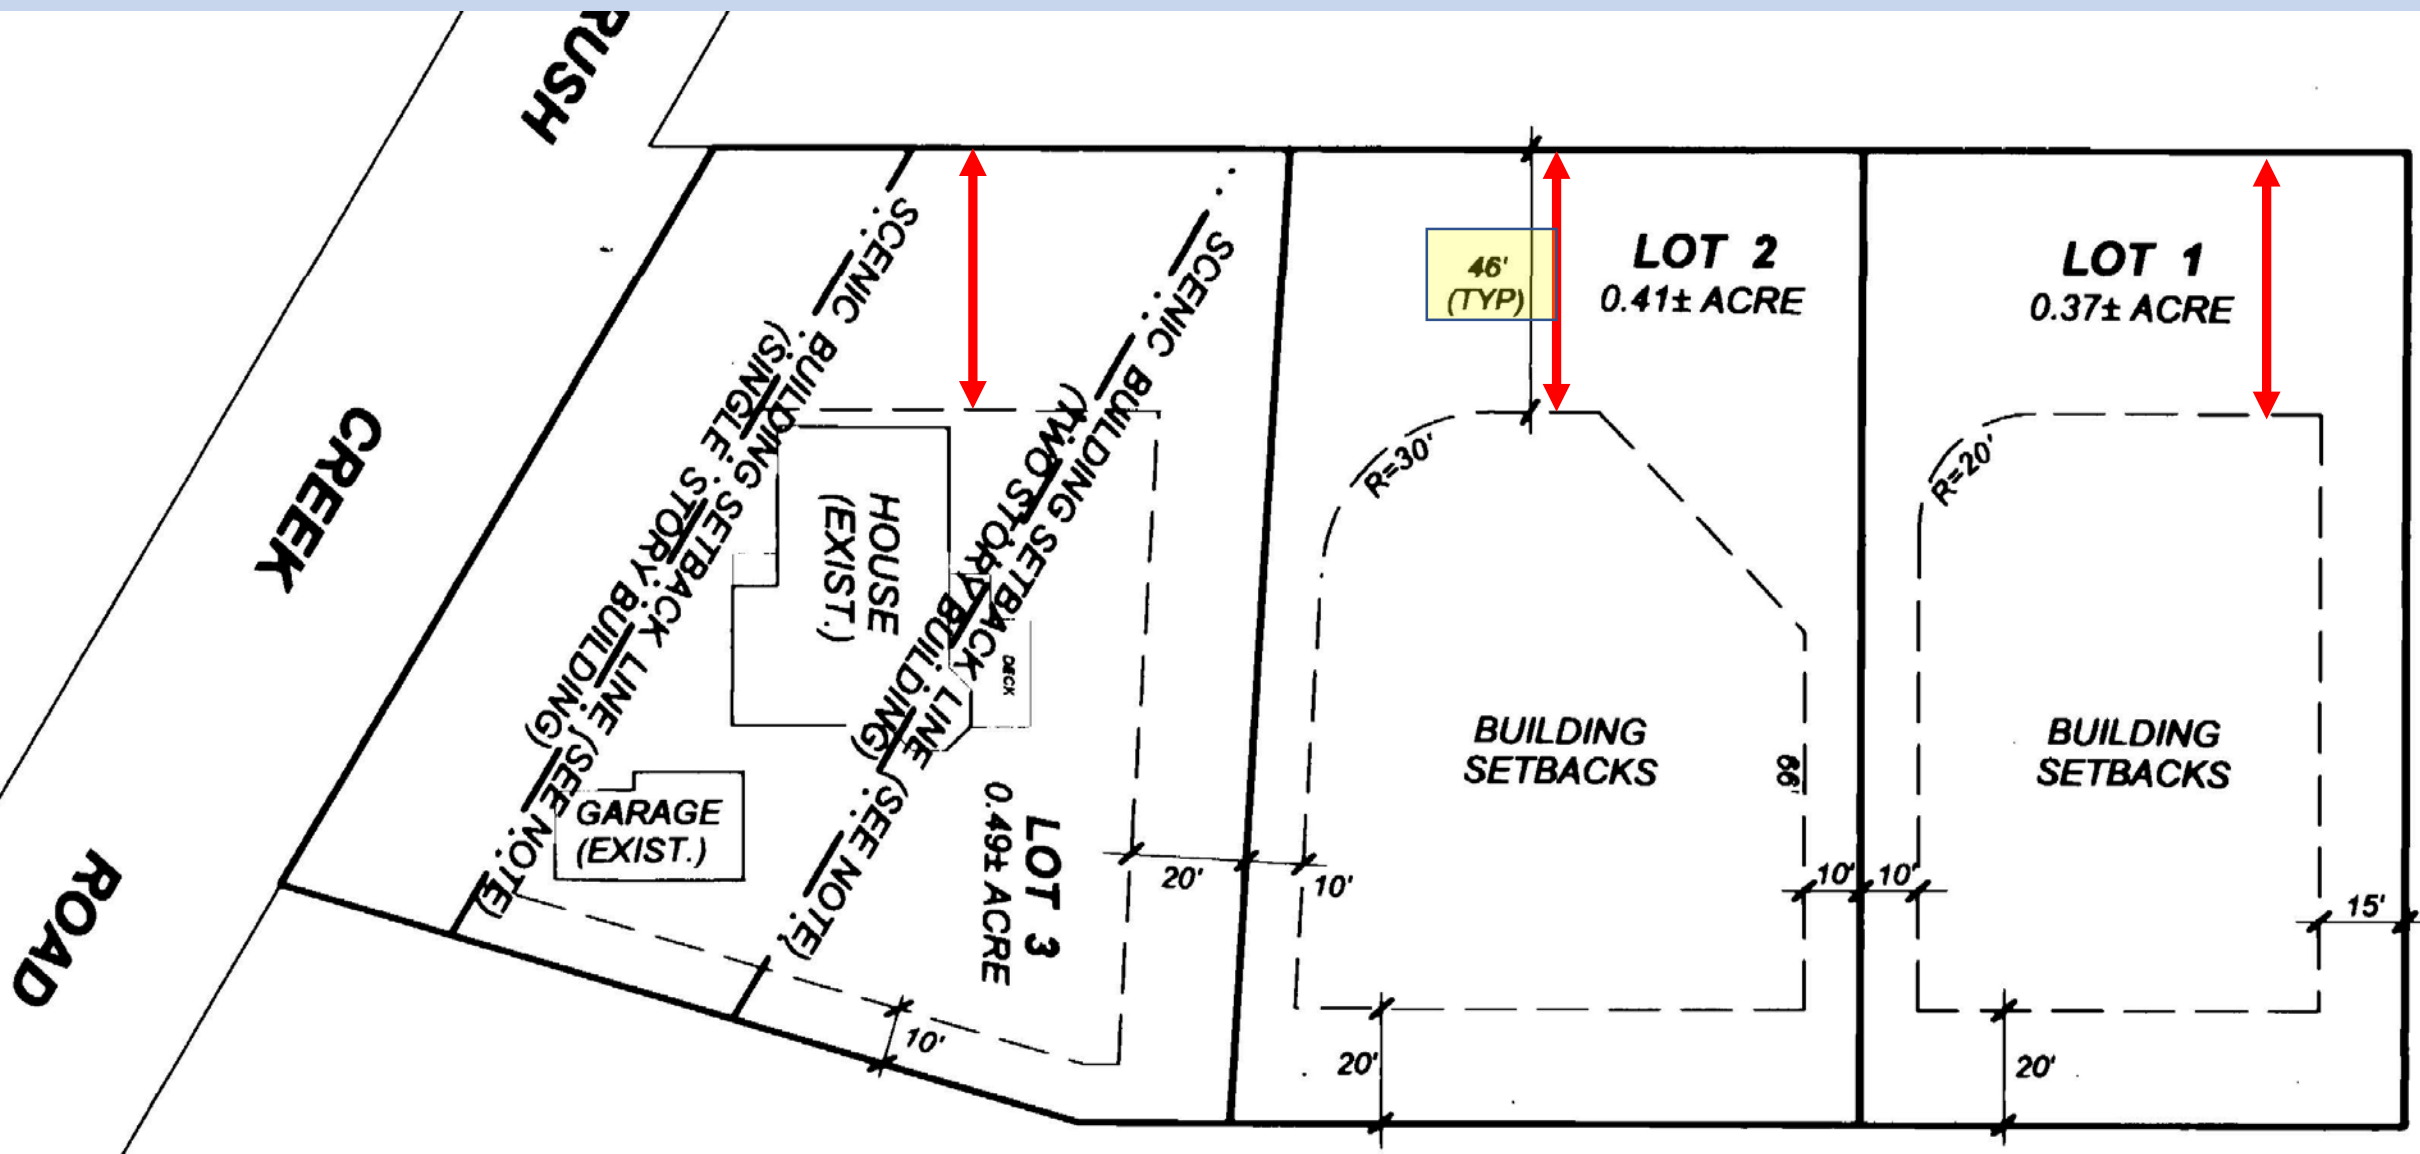 RUSH
CREEK
ROAD
SCENIC BUILDING SETBACK LINE (SEE NOTE)
(SINGLE STORY BUILDING)
SCENIC BUILDING SETBACK LINE (SEE NOTE)
(TWO STORY BUILDING)
HOUSE
(EXIST.)
DECK
GARAGE
(EXIST.)
LOT 3
0.49± ACRE
20'
10'
10'
46'
(TYP)
LOT 2
0.41± ACRE
R=30'
BUILDING
SETBACKS
10'
20'
LOT 1
0.37± ACRE
R=20'
BUILDING
SETBACKS
10'
15'
20'